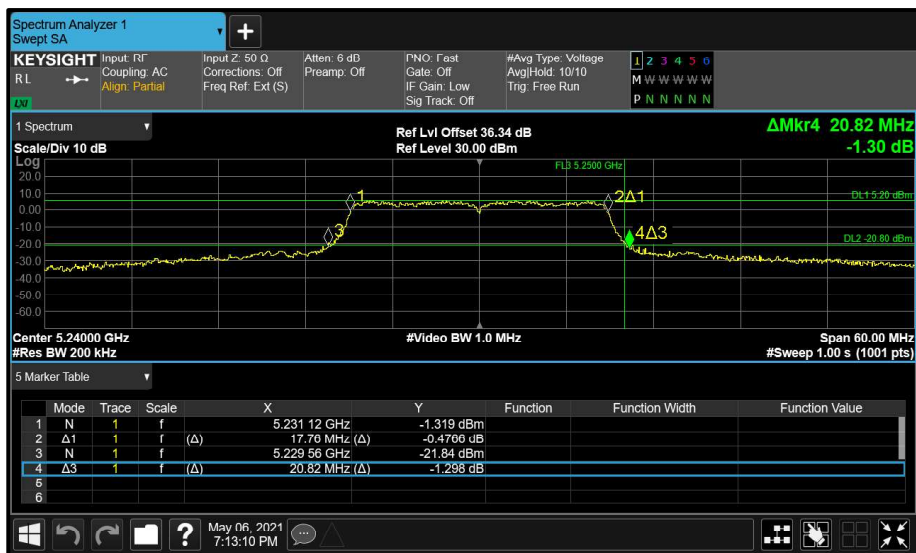 Spectrum Analyzer 1
Swept SA
KEYSIGHT
RL
LXI
Input: RF
Coupling: AC
Align: Partial
Input Z: 50 Ω
Corrections: Off
Freq Ref: Ext (S)
Atten: 6 dB
Preamp: Off
PNO: Fast
Gate: Off
IF Gain: Low
Sig Track: Off
#Avg Type: Voltage
Avg|Hold: 10/10
Trig: Free Run
1 2 3 4 5 6
M W W W W W
P N N N N N
1 Spectrum
Scale/Div 10 dB
Ref Lvl Offset 36.34 dB
Ref Level 30.00 dBm
ΔMkr4 20.82 MHz
-1.30 dB
Log
20.0
10.0
0.00
-10.0
-20.0
-30.0
-40.0
-50.0
-60.0
FL3 5.2500 GHz
1
2Δ1
3
4Δ3
DL1 5.20 dBm
DL2 -20.80 dBm
Center 5.24000 GHz
#Res BW 200 kHz
#Video BW 1.0 MHz
Span 60.00 MHz
#Sweep 1.00 s (1001 pts)
5 Marker Table
Mode Trace Scale X Y Function Function Width Function Value
1 N 1 f 5.231 12 GHz -1.319 dBm
2 Δ1 1 f (Δ) 17.76 MHz (Δ) -0.4766 dB
3 N 1 f 5.229 56 GHz -21.84 dBm
4 Δ3 1 f (Δ) 20.82 MHz (Δ) -1.298 dB
5
6
?
May 06, 2021
7:13:10 PM